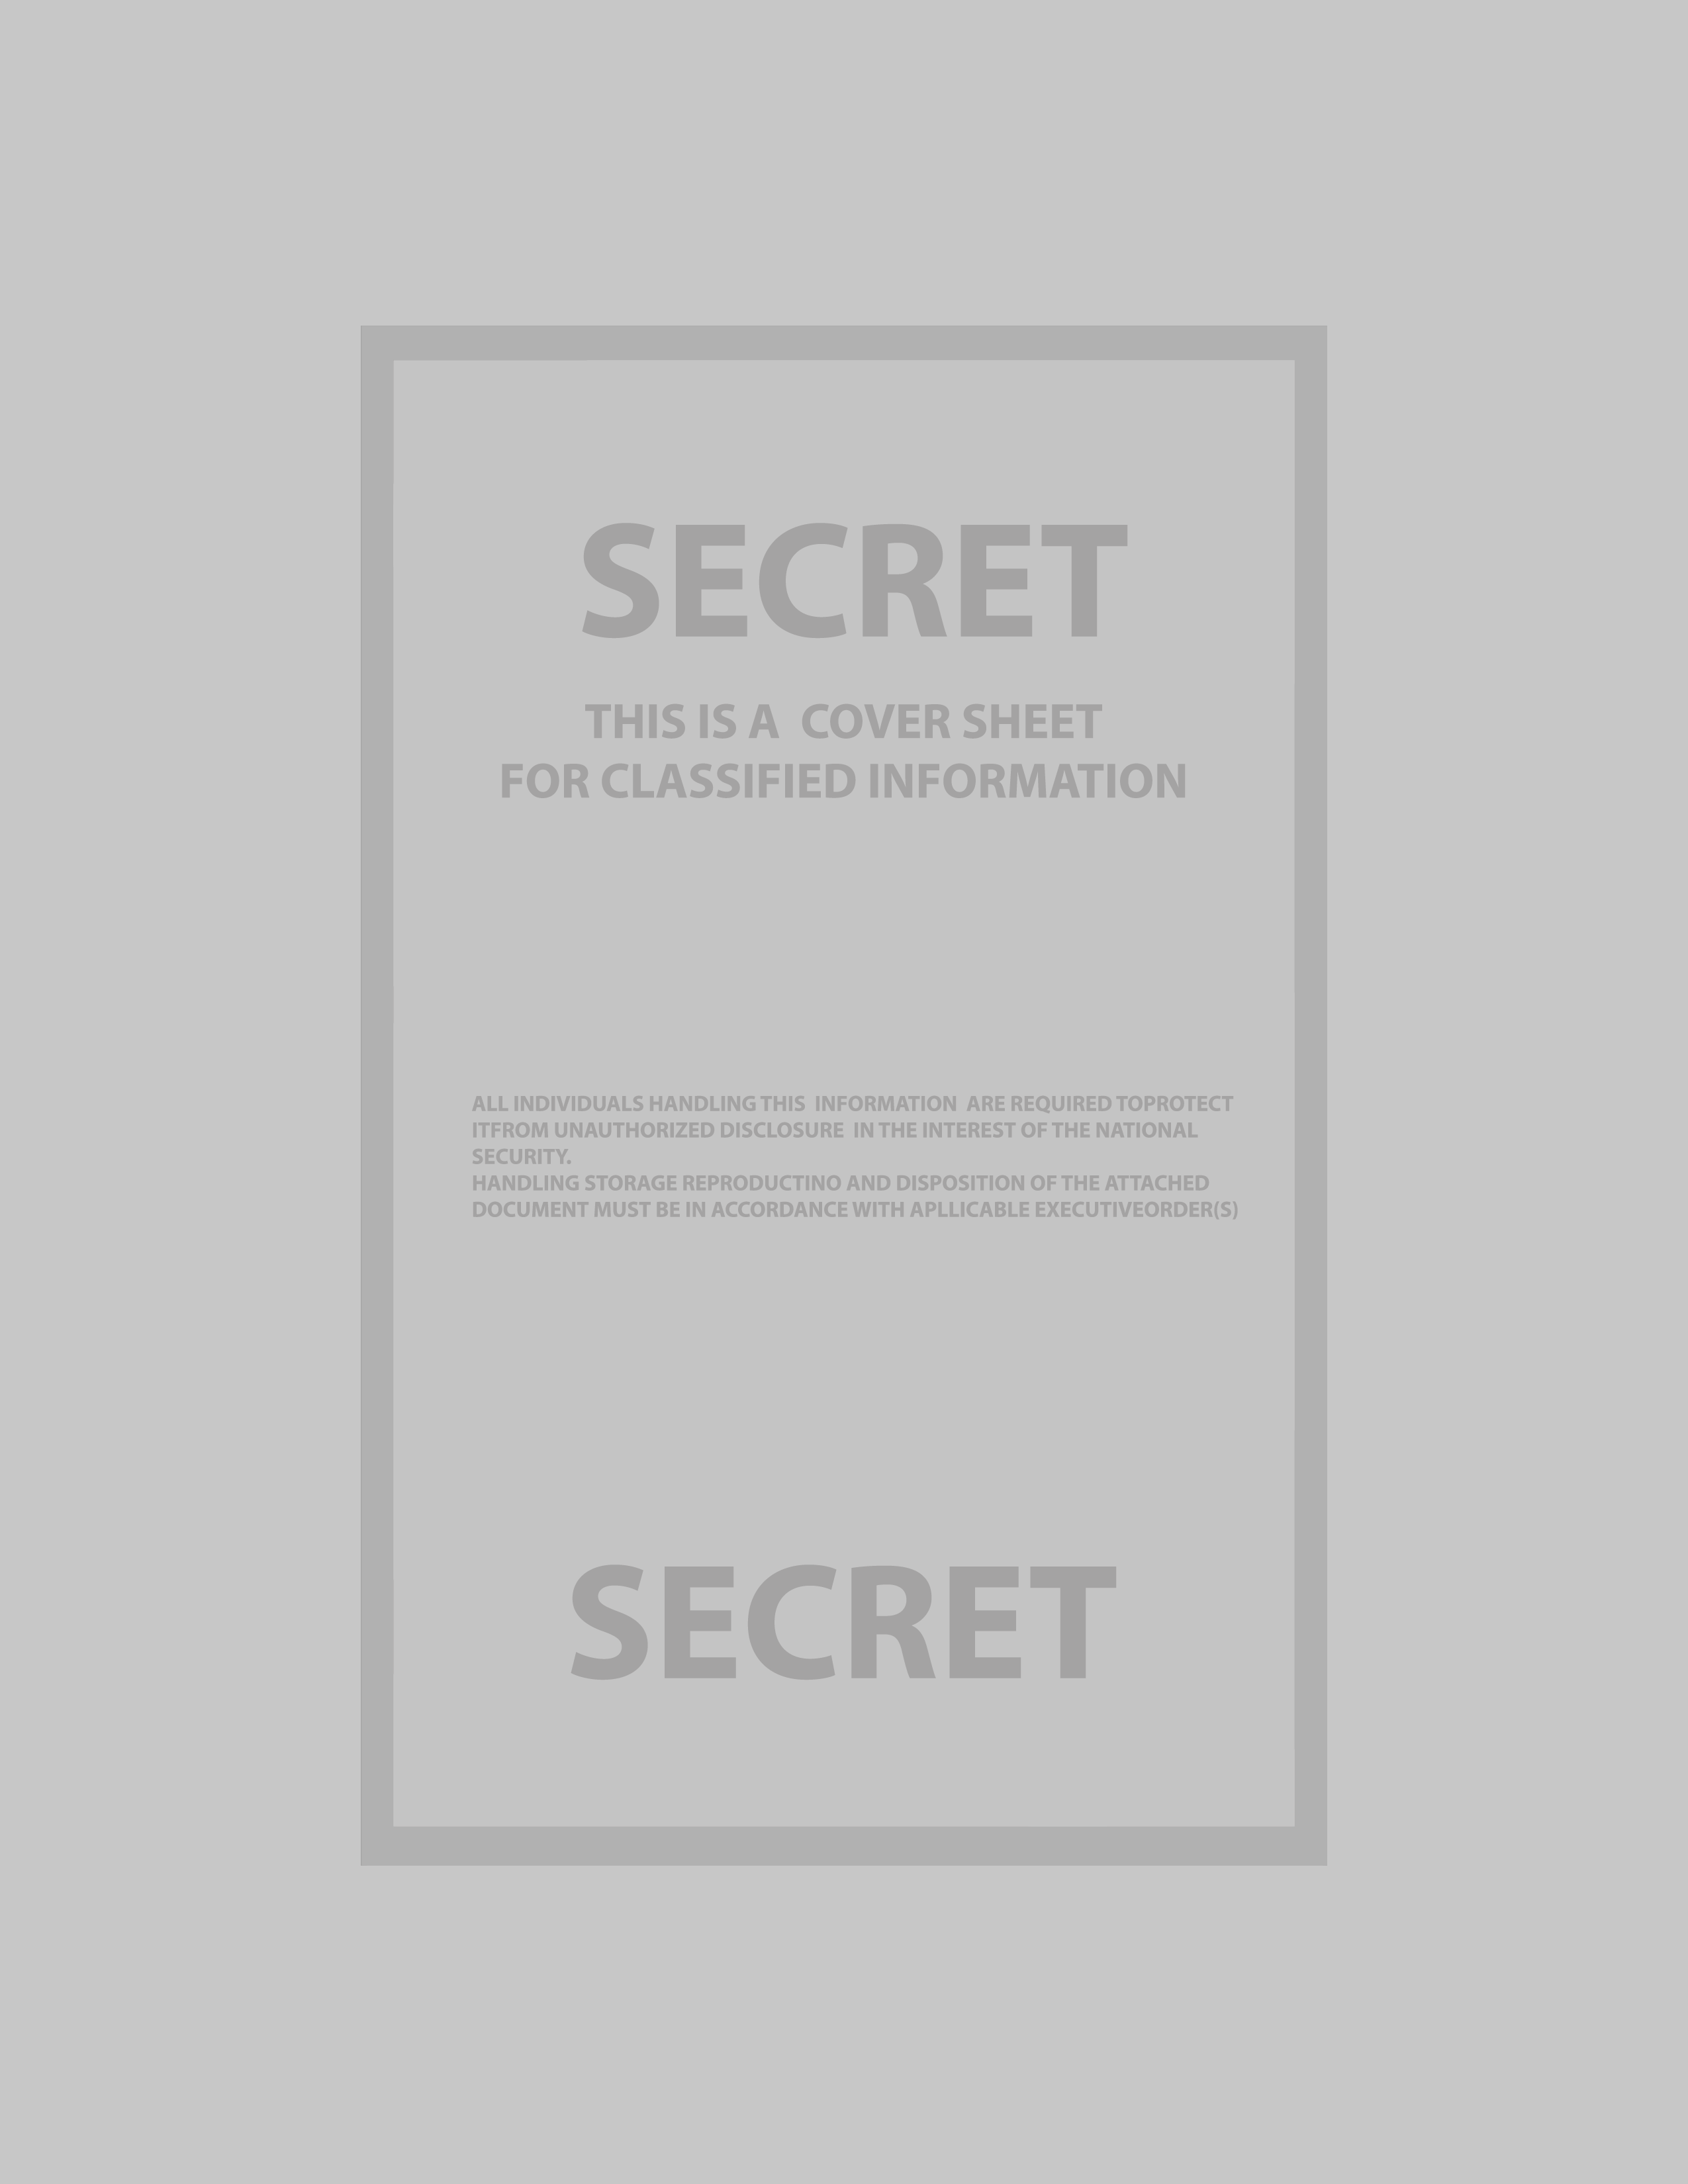 SECRET
THIS IS A  COVER SHEET
FOR CLASSIFIED INFORMATION
ALL INDIVIDUALS HANDLING THIS  INFORMATION  ARE REQUIRED TOPROTECT
ITFROM UNAUTHORIZED DISCLOSURE  IN THE INTEREST OF THE NATIONAL
SECURITY.
HANDLING STORAGE REPRODUCTINO AND DISPOSITION OF THE ATTACHED
DOCUMENT MUST BE IN ACCORDANCE WITH APLLICABLE EXECUTIVEORDER(S)
SECRET